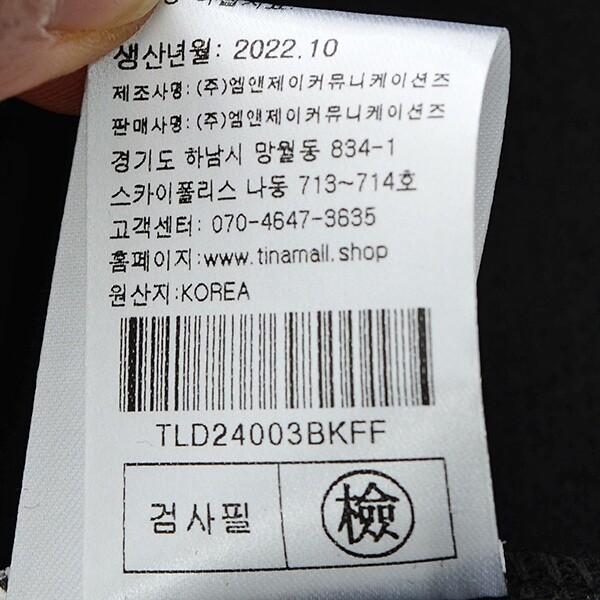 생산년월: 2022.10
제조사명: (주)엠앤제이커뮤니케이션즈
판매사명: (주)엠앤제이커뮤니케이션즈
경기도 하남시 망월동 834-1
스카이폴리스 나동 713~714호
고객센터: 070-4647-3635
홈페이지:www.tinamall.shop
원산지:KOREA
TLD24003BKFF
검사필 檢